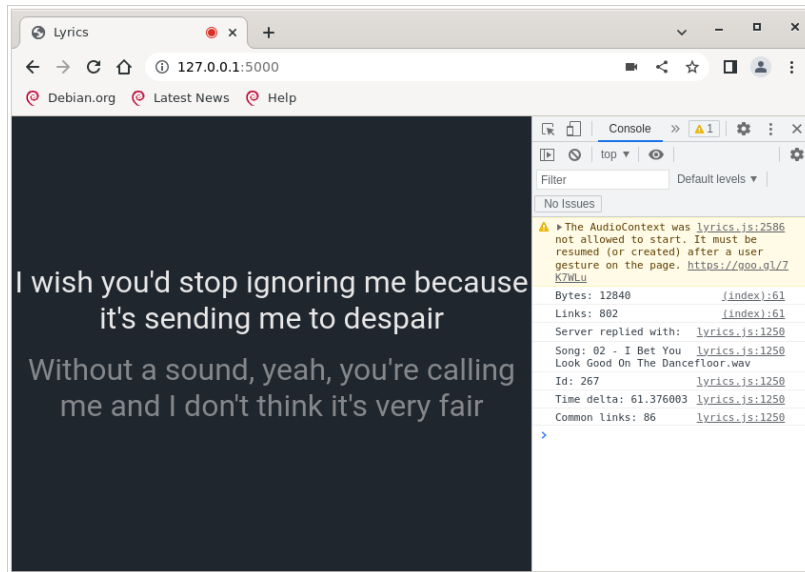 Lyrics
127.0.0.1:5000
Debian.org Latest News Help
Console » 1
top
Filter Default levels
No Issues
I wish you'd stop ignoring me because
it's sending me to despair
Without a sound, yeah, you're calling
me and I don't think it's very fair
The AudioContext was lyrics.js:2586
not allowed to start. It must be
resumed (or created) after a user
gesture on the page. https://goo.gl/7
K7WLu
Bytes: 12840 (index):61
Links: 802 (index):61
Server replied with: lyrics.js:1250
Song: 02 - I Bet You lyrics.js:1250
Look Good On The Dancefloor.wav
Id: 267 lyrics.js:1250
Time delta: 61.376003 lyrics.js:1250
Common links: 86 lyrics.js:1250